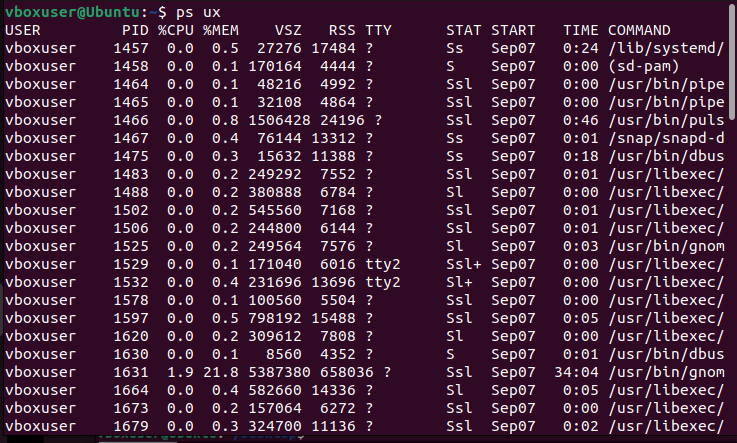 vboxuser@Ubuntu:~$ ps ux
USER         PID %CPU %MEM    VSZ   RSS TTY      STAT START   TIME COMMAND
vboxuser    1457  0.0  0.5  27276 17484 ?        Ss   Sep07   0:24 /lib/systemd/
vboxuser    1458  0.0  0.1 170164  4444 ?        S    Sep07   0:00 (sd-pam)
vboxuser    1464  0.0  0.1  48216  4992 ?        Ssl  Sep07   0:00 /usr/bin/pipe
vboxuser    1465  0.0  0.1  32108  4864 ?        Ssl  Sep07   0:00 /usr/bin/pipe
vboxuser    1466  0.0  0.8 1506428 24196 ?       Ssl  Sep07   0:46 /usr/bin/puls
vboxuser    1467  0.0  0.4  76144 13312 ?        Ss   Sep07   0:01 /snap/snapd-d
vboxuser    1475  0.0  0.3  15632 11388 ?        Ss   Sep07   0:18 /usr/bin/dbus
vboxuser    1483  0.0  0.2 249292  7552 ?        Ssl  Sep07   0:01 /usr/libexec/
vboxuser    1488  0.0  0.2 380888  6784 ?        Sl   Sep07   0:00 /usr/libexec/
vboxuser    1502  0.0  0.2 545560  7168 ?        Ssl  Sep07   0:01 /usr/libexec/
vboxuser    1506  0.0  0.2 244800  6144 ?        Ssl  Sep07   0:01 /usr/libexec/
vboxuser    1525  0.0  0.2 249564  7576 ?        Sl   Sep07   0:03 /usr/bin/gnom
vboxuser    1529  0.0  0.1 171040  6016 tty2     Ssl+ Sep07   0:00 /usr/libexec/
vboxuser    1532  0.0  0.4 231696 13696 tty2     Sl+  Sep07   0:00 /usr/libexec/
vboxuser    1578  0.0  0.1 100560  5504 ?        Ssl  Sep07   0:00 /usr/libexec/
vboxuser    1597  0.0  0.5 798192 15488 ?        Ssl  Sep07   0:05 /usr/libexec/
vboxuser    1620  0.0  0.2 309612  7808 ?        Sl   Sep07   0:00 /usr/libexec/
vboxuser    1630  0.0  0.1   8560  4352 ?        S    Sep07   0:01 /usr/bin/dbus
vboxuser    1631  1.9 21.8 5387380 658036 ?      Ssl  Sep07  34:04 /usr/bin/gnom
vboxuser    1664  0.0  0.4 582660 14336 ?        Sl   Sep07   0:05 /usr/libexec/
vboxuser    1673  0.0  0.2 157064  6272 ?        Ssl  Sep07   0:00 /usr/libexec/
vboxuser    1679  0.0  0.3 324700 11136 ?        Ssl  Sep07   0:02 /usr/libexec/